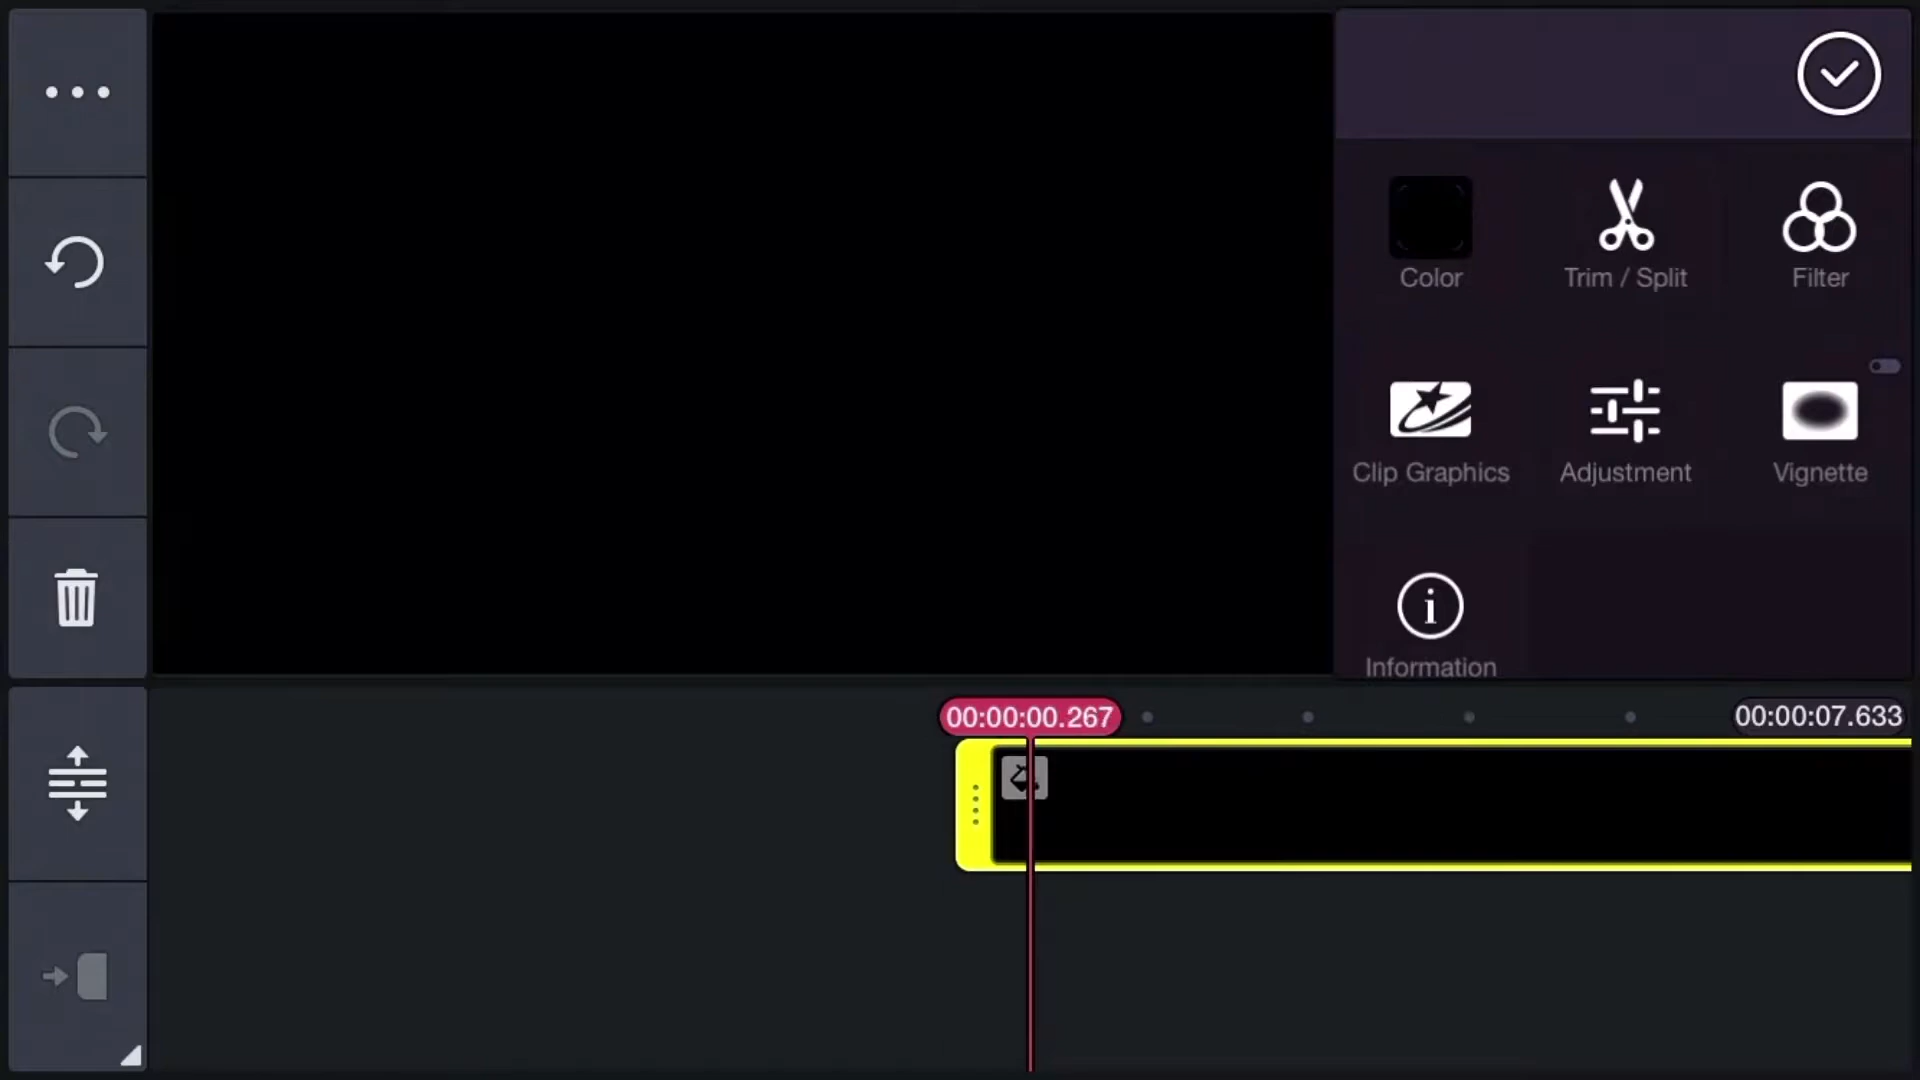 Color
Trim / Split
Filter
Clip Graphics
Adjustment
Vignette
Information
00:00:00.267
00:00:07.633